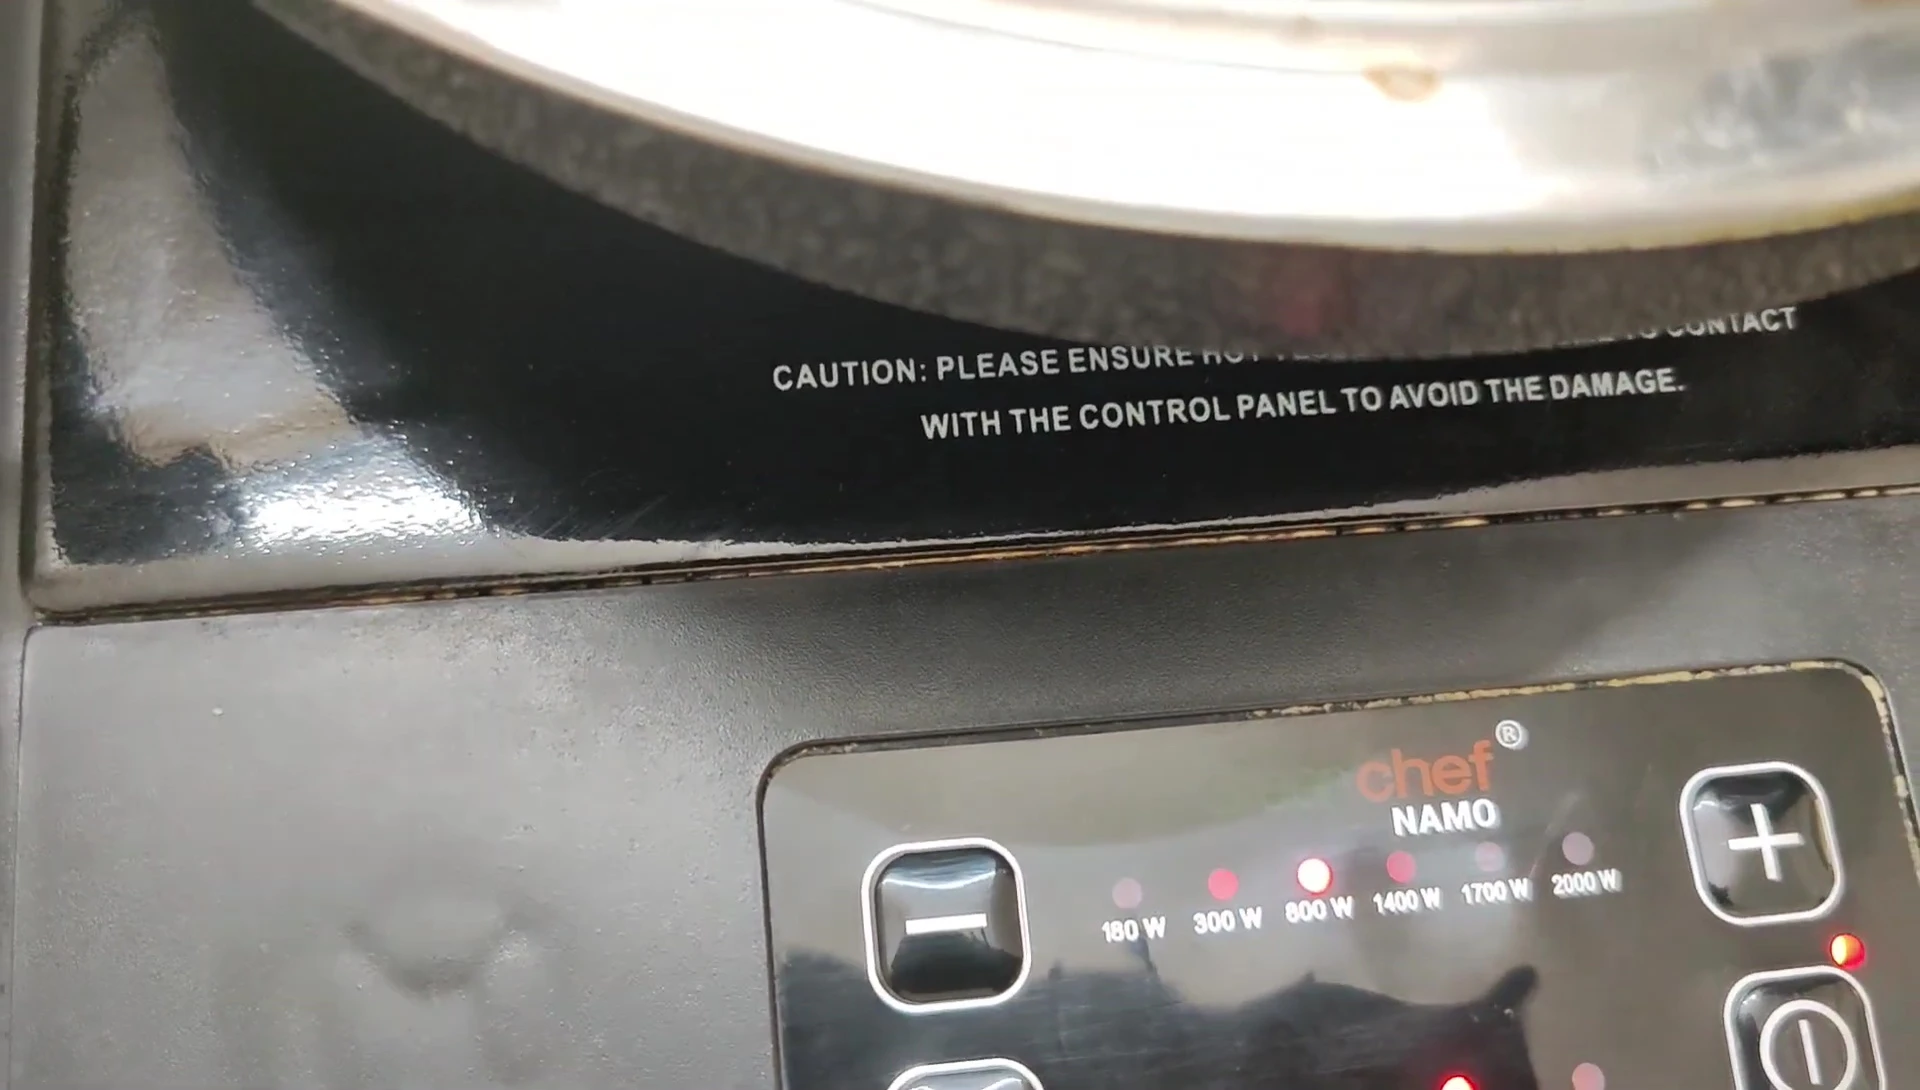 CAUTION: PLEASE ENSURE HOT CONTACT
WITH THE CONTROL PANEL TO AVOID THE DAMAGE.
chef®
NAMO
180 W 300 W 800 W 1400 W 1700 W 2000 W